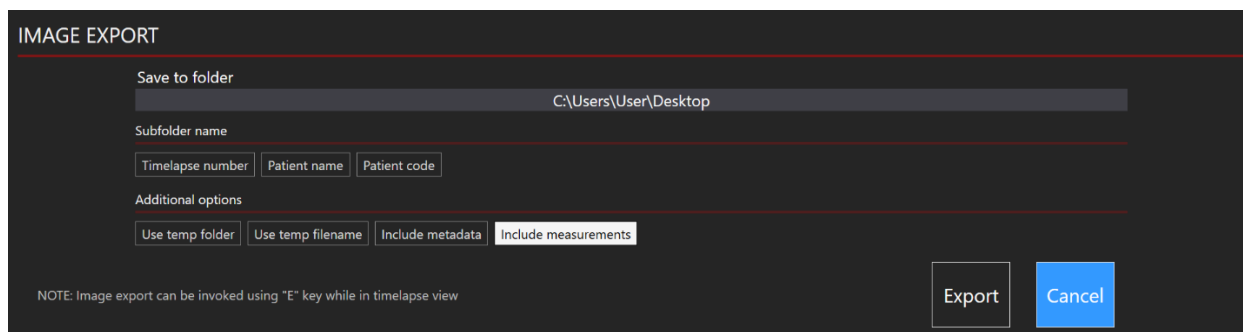 IMAGE EXPORT
Save to folder
C:\Users\User\Desktop
Subfolder name
Timelapse number Patient name Patient code
Additional options
Use temp folder Use temp filename Include metadata Include measurements
NOTE: Image export can be invoked using "E" key while in timelapse view
Export Cancel